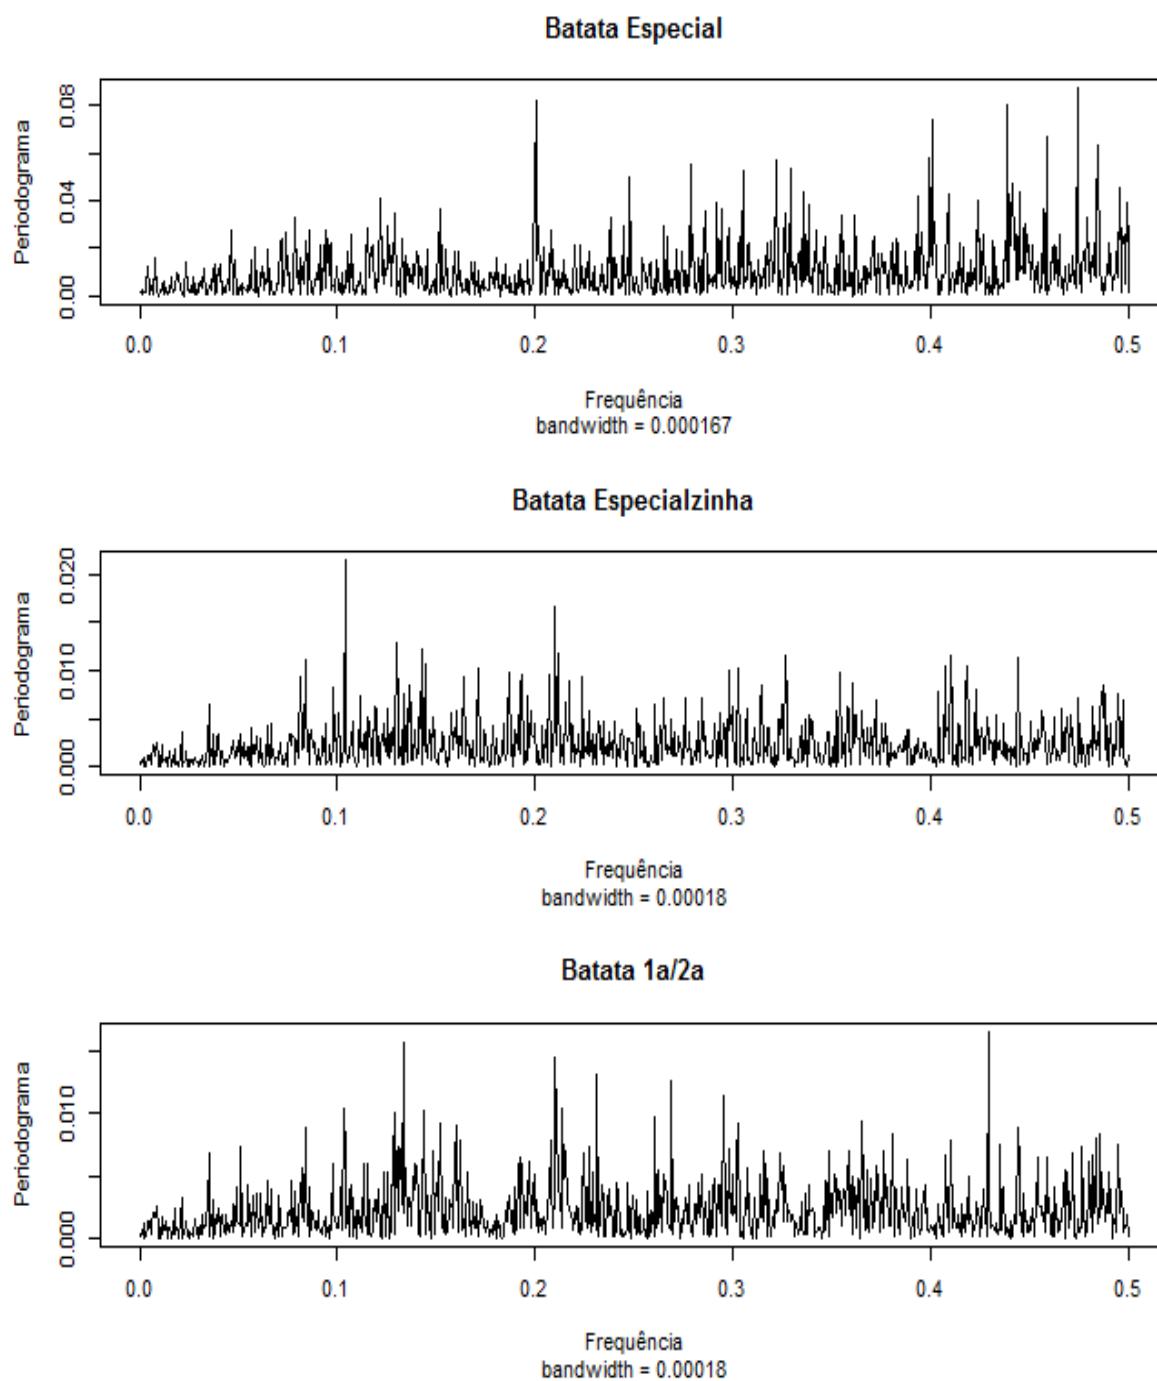 Batata Especial
Periodograma
0.08
0.04
0.00
0.0 0.1 0.2 0.3 0.4 0.5
Frequência
bandwidth = 0.000167
Batata Especialzinha
Periodograma
0.020
0.010
0.000
0.0 0.1 0.2 0.3 0.4 0.5
Frequência
bandwidth = 0.00018
Batata 1a/2a
Periodograma
0.010
0.000
0.0 0.1 0.2 0.3 0.4 0.5
Frequência
bandwidth = 0.00018